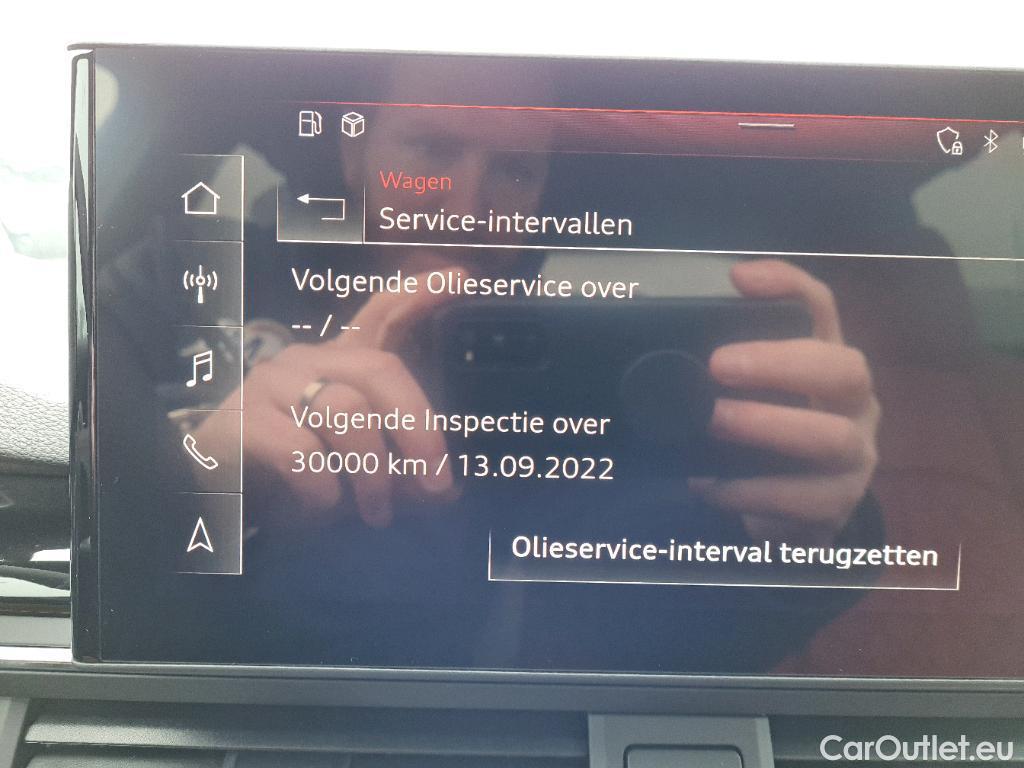 Wagen
Service-intervallen
Volgende Olieservice over
-- / --
Volgende Inspectie over
30000 km / 13.09.2022
Olieservice-interval terugzetten
CarOutlet.eu